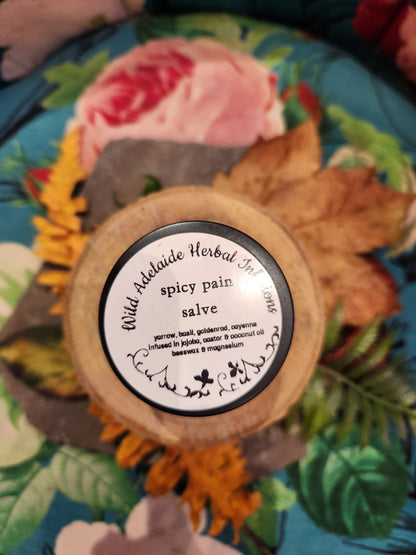 Wild Adelaide Herbal Infusions
spicy pain
salve
yarrow, basil, goldenrod, cayenne
infused in jojoba, castor & coconut oil
beeswax & magnesium